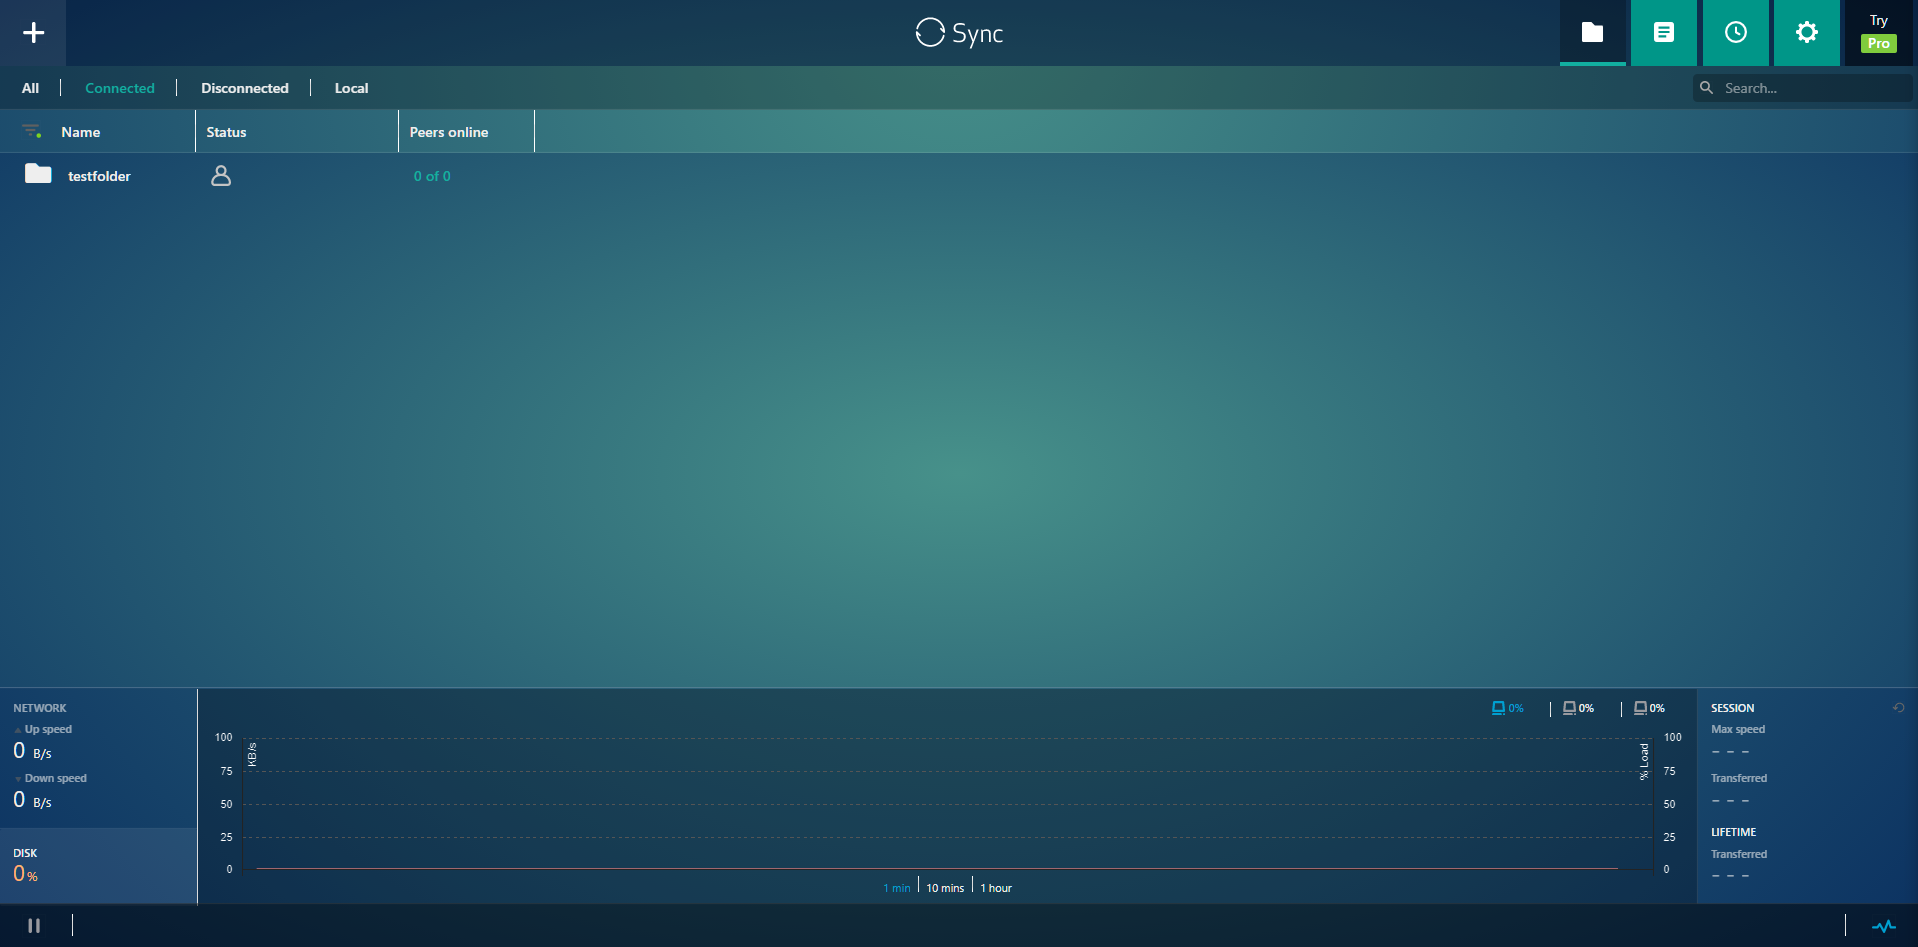 Sync
Try
Pro
All
Connected
Disconnected
Local
Search...
Name
Status
Peers online
testfolder
0 of 0
NETWORK
Up speed
0 B/s
Down speed
0 B/s
DISK
0%
0%
0%
0%
KB/s
% Load
100
75
50
25
0
100
75
50
25
0
1 min
10 mins
1 hour
SESSION
Max speed
- - -
Transferred
- - -
LIFETIME
Transferred
- - -